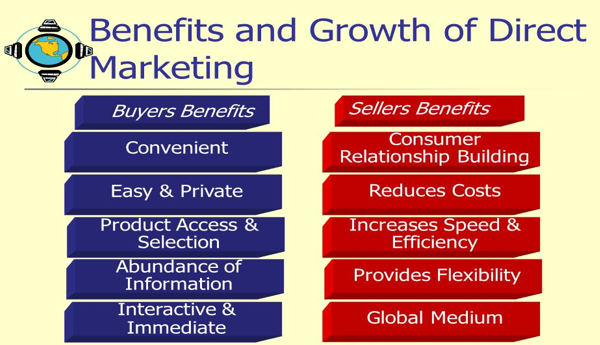 Benefits and Growth of Direct
Marketing
Buyers Benefits
Convenient
Easy & Private
Product Access &
Selection
Abundance of
Information
Interactive &
Immediate
Sellers Benefits
Consumer
Relationship Building
Reduces Costs
Increases Speed &
Efficiency
Provides Flexibility
Global Medium